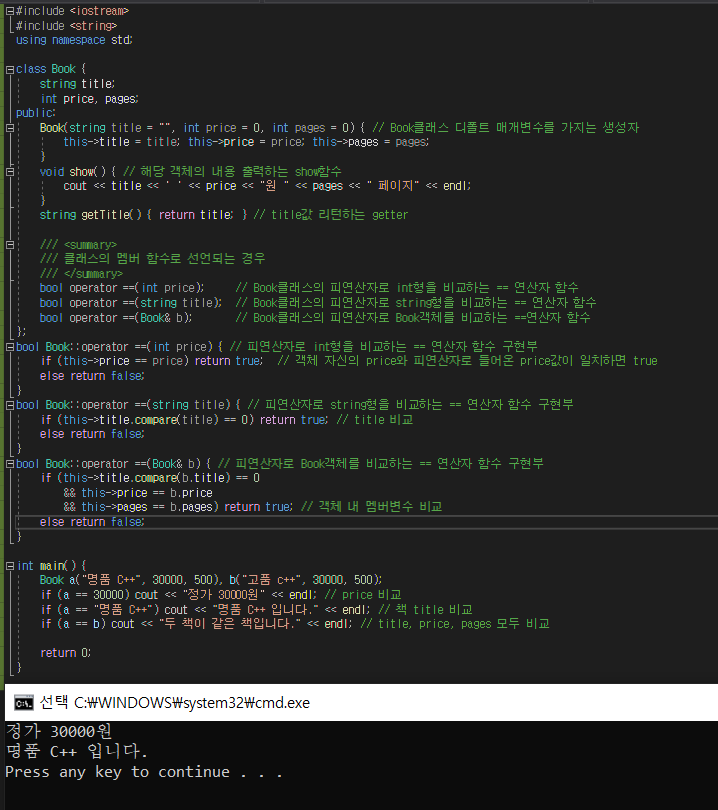 #include <iostream>
#include <string>
using namespace std;
class Book {
string title;
int price, pages;
public:
Book(string title = "", int price = 0, int pages = 0) { // Book클래스 디폴트 매개변수를 가지는 생성자
this->title = title; this->price = price; this->pages = pages;
}
void show() { // 해당 객체의 내용 출력하는 show함수
cout << title << ' ' << price << "원 " << pages << " 페이지" << endl;
}
string getTitle() { return title; } // title값 리턴하는 getter
/// <summary>
/// 클래스의 멤버 함수로 선언되는 경우
/// </summary>
bool operator ==(int price); // Book클래스의 피연산자로 int형을 비교하는 == 연산자 함수
bool operator ==(string title); // Book클래스의 피연산자로 string형을 비교하는 == 연산자 함수
bool operator ==(Book& b); // Book클래스의 피연산자로 Book객체를 비교하는 ==연산자 함수
};
bool Book::operator ==(int price) { // 피연산자로 int형을 비교하는 == 연산자 함수 구현부
if (this->price == price) return true; // 객체 자신의 price와 피연산자로 들어온 price값이 일치하면 true
else return false;
}
bool Book::operator ==(string title) { // 피연산자로 string형을 비교하는 == 연산자 함수 구현부
if (this->title.compare(title) == 0) return true; // title 비교
else return false;
}
bool Book::operator ==(Book& b) { // 피연산자로 Book객체를 비교하는 == 연산자 함수 구현부
if (this->title.compare(b.title) == 0
&& this->price == b.price
&& this->pages == b.pages) return true; // 객체 내 멤버변수 비교
else return false;
}
int main() {
Book a("명품 C++", 30000, 500), b("고품 c++", 30000, 500);
if (a == 30000) cout << "정가 30000원" << endl; // price 비교
if (a == "명품 C++") cout << "명품 C++ 입니다." << endl; // 책 title 비교
if (a == b) cout << "두 책이 같은 책입니다." << endl; // title, price, pages 모두 비교
return 0;
}
선택 C:₩WINDOWS₩system32₩cmd.exe
정가 30000원
명품 C++ 입니다.
Press any key to continue . . .